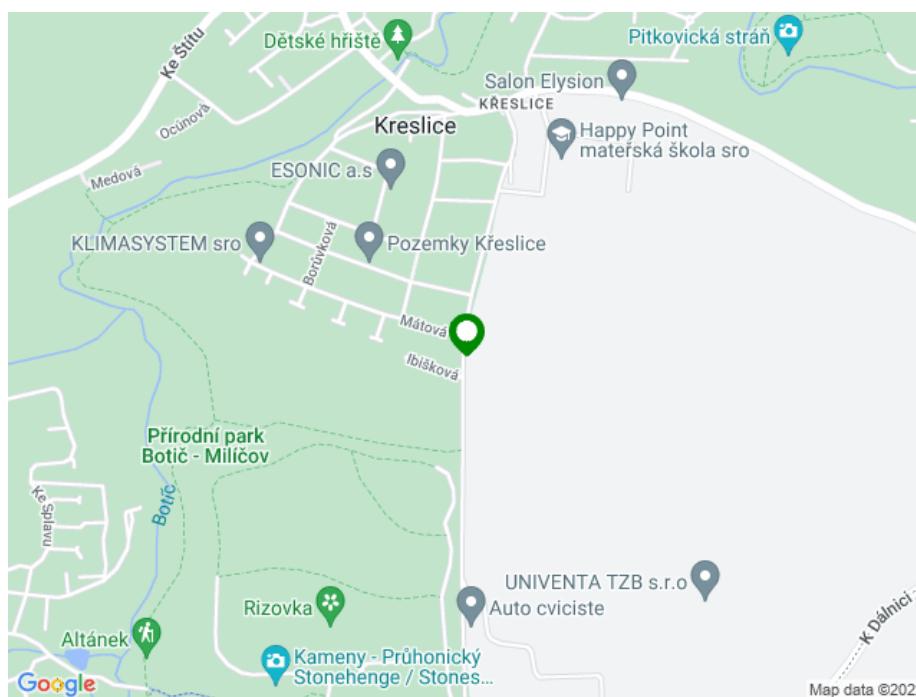 Ke Štítu
Dětské hřiště
Pitkovická stráň
Ocúnová
Salon Elysion
KŘESLICE
Kreslice
Happy Point
mateřská škola sro
ESONIC a.s
Medová
KLIMASYSTEM sro
Borůvková
Pozemky Křeslice
Mátová
Ibišková
Přírodní park
Botič - Milíčov
Ke Splavu
Botič
UNIVENTA TZB s.r.o
Auto cviciste
Rizovka
Altánek
K Dálnici
Kameny - Průhonický
Stonehenge / Stones...
Google
Map data ©202